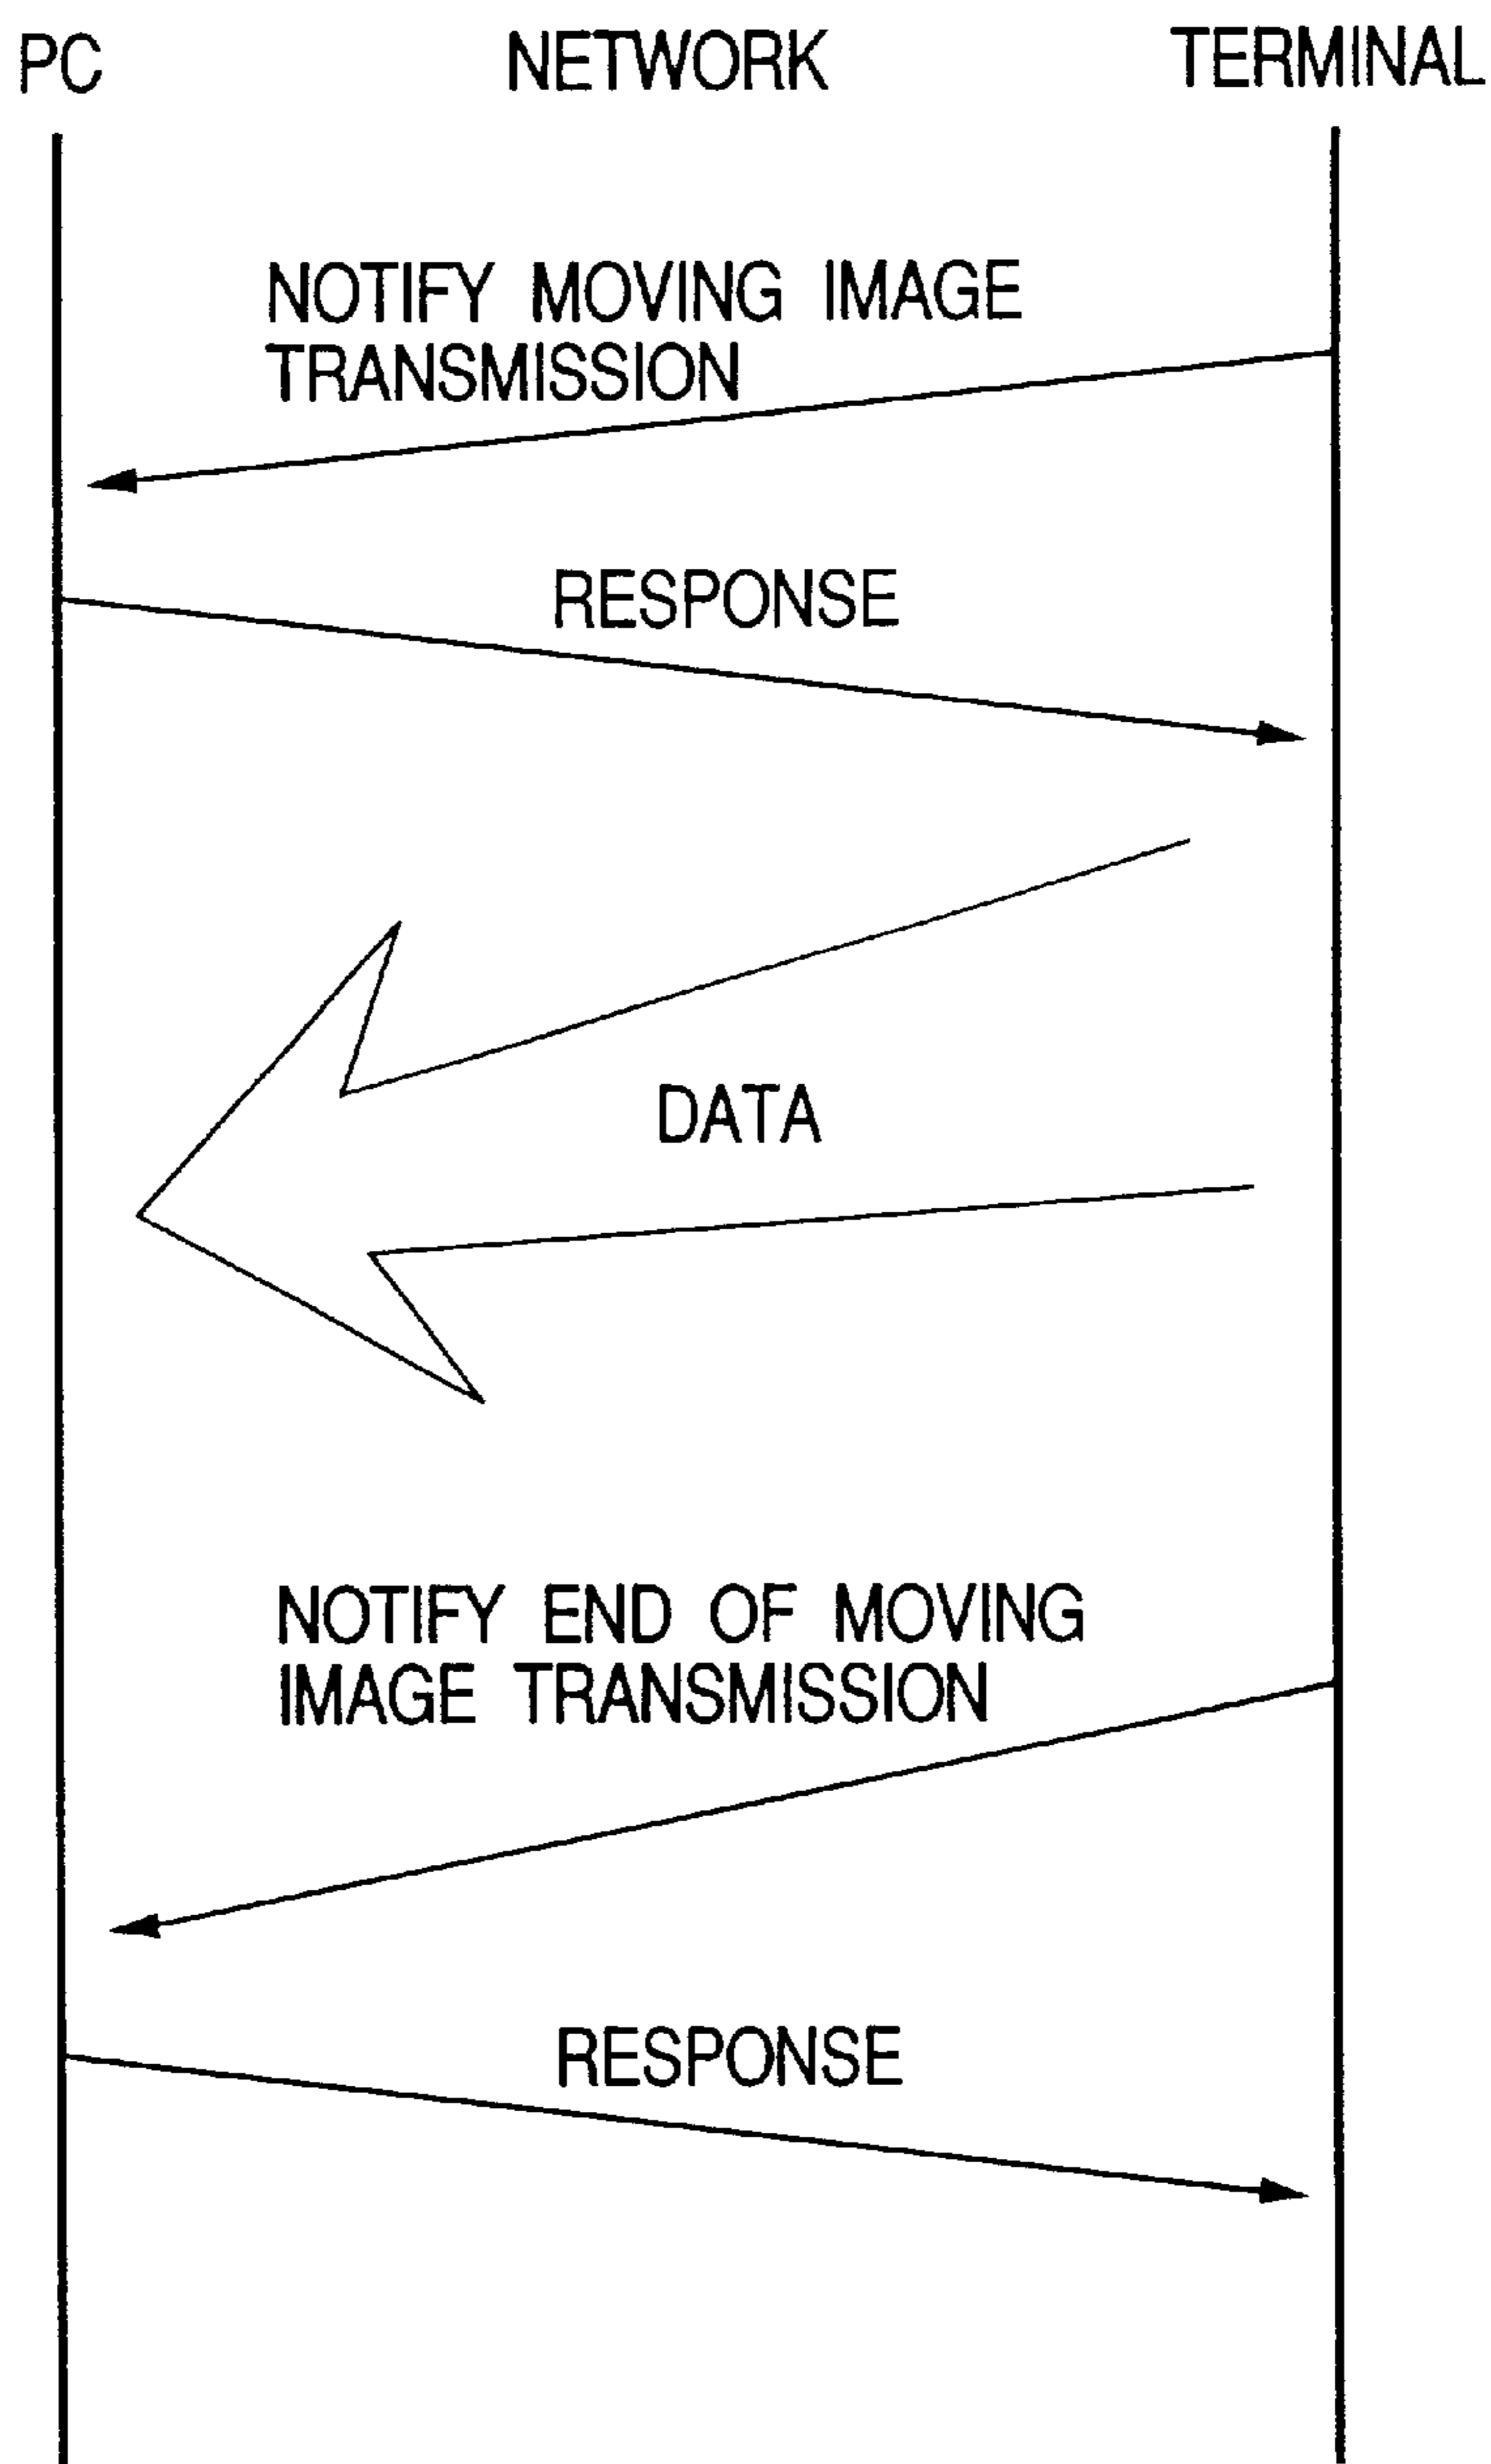 PC NETWORK TERMINAL
NOTIFY MOVING IMAGE
TRANSMISSION
RESPONSE
DATA
NOTIFY END OF MOVING
IMAGE TRANSMISSION
RESPONSE